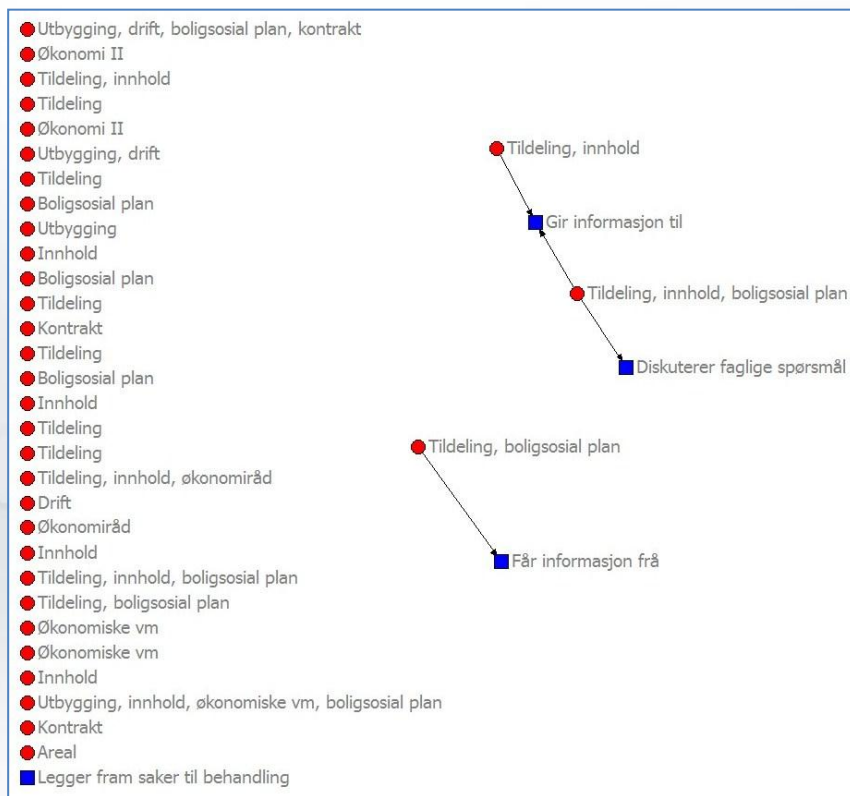 Utbygging, drift, boligsosial plan, kontrakt
Økonomi II
Tildeling, innhold
Tildeling
Økonomi II
Utbygging, drift
Tildeling
Boligsosial plan
Utbygging
Innhold
Boligsosial plan
Tildeling
Kontrakt
Tildeling
Boligsosial plan
Innhold
Tildeling
Tildeling
Tildeling, innhold, økonomiråd
Drift
Økonomiråd
Innhold
Tildeling, innhold, boligsosial plan
Tildeling, boligsosial plan
Økonomiske vm
Økonomiske vm
Innhold
Utbygging, innhold, økonomiske vm, boligsosial plan
Kontrakt
Areal
Legger fram saker til behandling
Tildeling, innhold
Gir informasjon til
Tildeling, innhold, boligsosial plan
Diskuterer faglige spørsmål
Tildeling, boligsosial plan
Får informasjon frå